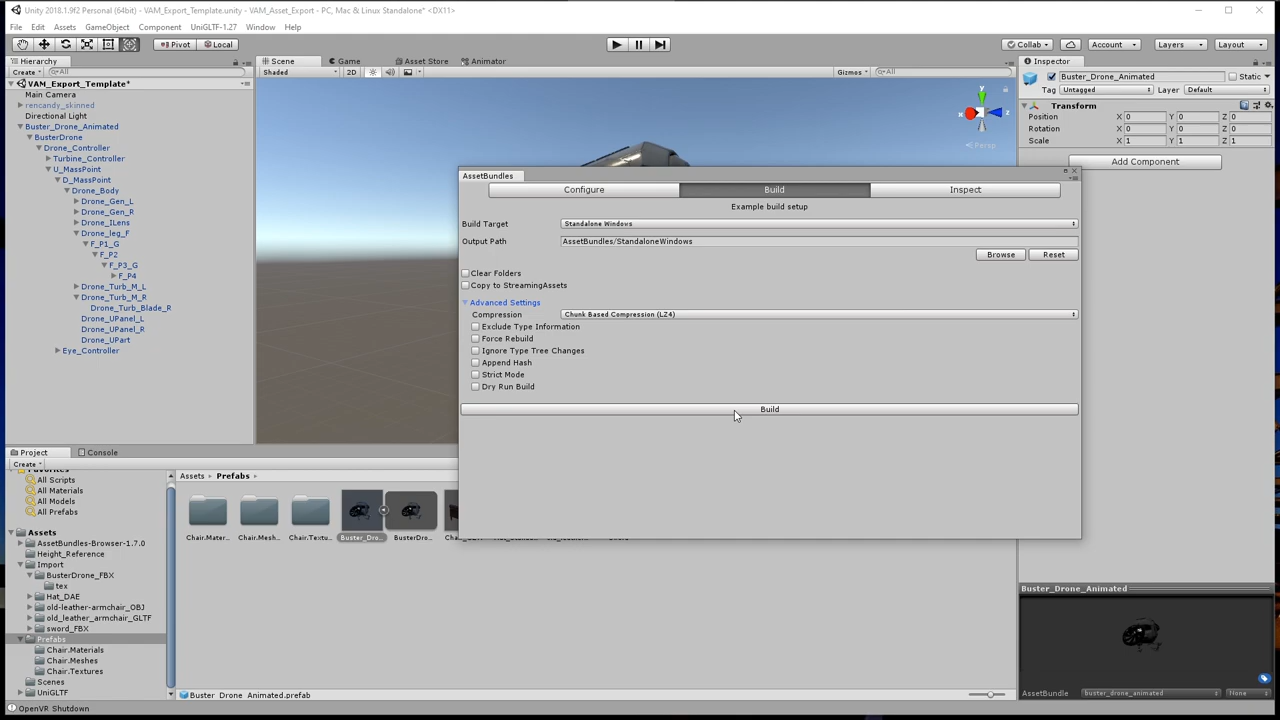 Unity 2018.1.9f2 Personal (64bit) - VAM_Export_Template.unity - VAM_Asset_Export - PC, Mac & Linux Standalone* <DX11>
File Edit Assets GameObject Component UniGLTF-1.27 Window Help
Pivot Local Collab Account Layers Layout
Hierarchy
Create All
VAM_Export_Template*
Main Camera
rencandy_skinned
Directional Light
Buster_Drone_Animated
BusterDrone
Drone_Controller
Turbine_Controller
U_MassPoint
D_MassPoint
Drone_Body
Drone_Gen_L
Drone_Gen_R
Drone_ILens
Drone_leg_F
F_P1_G
F_P2
F_P3_G
F_P4
Drone_Turb_M_L
Drone_Turb_M_R
Drone_Turb_Blade_R
Drone_UPanel_L
Drone_UPanel_R
Drone_UPart
Eye_Controller
Scene Game Asset Store Animator
Shaded 2D Gizmos All
y
x z
Persp
AssetBundles
Configure Build Inspect
Example build setup
Build Target Standalone Windows
Output Path AssetBundles/StandaloneWindows
Browse Reset
Clear Folders
Copy to StreamingAssets
Advanced Settings
Compression Chunk Based Compression (LZ4)
Exclude Type Information
Force Rebuild
Ignore Type Tree Changes
Append Hash
Strict Mode
Dry Run Build
Build
Inspector
Buster_Drone_Animated Static
Tag Untagged Layer Default
Transform
Position X 0 Y 0 Z 0
Rotation X 0 Y 0 Z 0
Scale X 1 Y 1 Z 1
Add Component
Project Console
Create
Favorites
All Scripts
All Materials
All Models
All Prefabs
Assets
AssetBundles-Browser-1.7.0
Height_Reference
Import
BusterDrone_FBX
tex
Hat_DAE
old-leather-armchair_OBJ
old_leather_armchair_GLTF
sword_FBX
Prefabs
Chair.Materials
Chair.Meshes
Chair.Textures
Scenes
UniGLTF
Assets Prefabs
Chair.Mater... Chair.Mesh... Chair.Textu... Buster_Dro... BusterDro...
Buster_Drone_Animated.prefab
Buster_Drone_Animated
AssetBundle buster_drone_animated None
OpenVR Shutdown